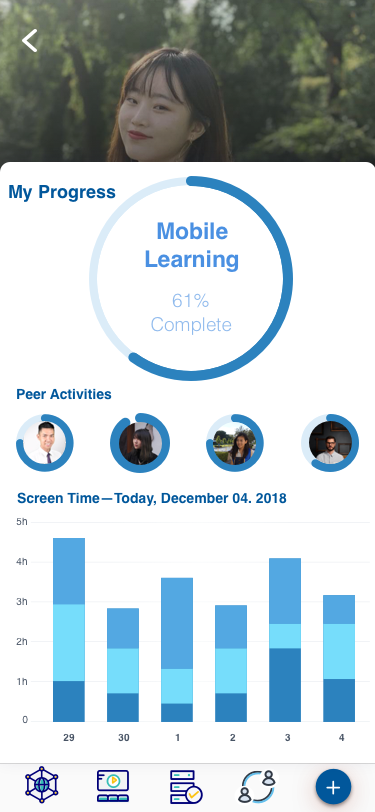 My Progress
Mobile
Learning
61%
Complete
Peer Activities
Screen Time—Today, December 04. 2018
5h
4h
3h
2h
1h
0
29 30 1 2 3 4